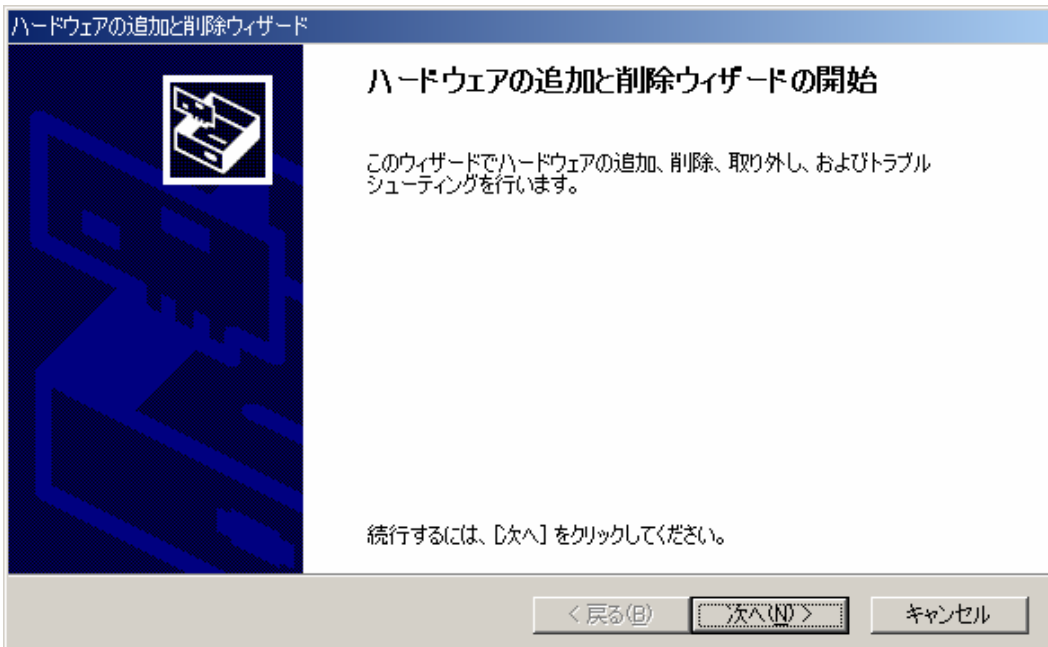 ハードウェアの追加と削除ウィザード
ハードウェアの追加と削除ウィザードの開始
このウィザードでハードウェアの追加、削除、取り外し、およびトラブル
シューティングを行います。
続行するには、[次へ] をクリックしてください。
< 戻る(B)
次へ(N) >
キャンセル